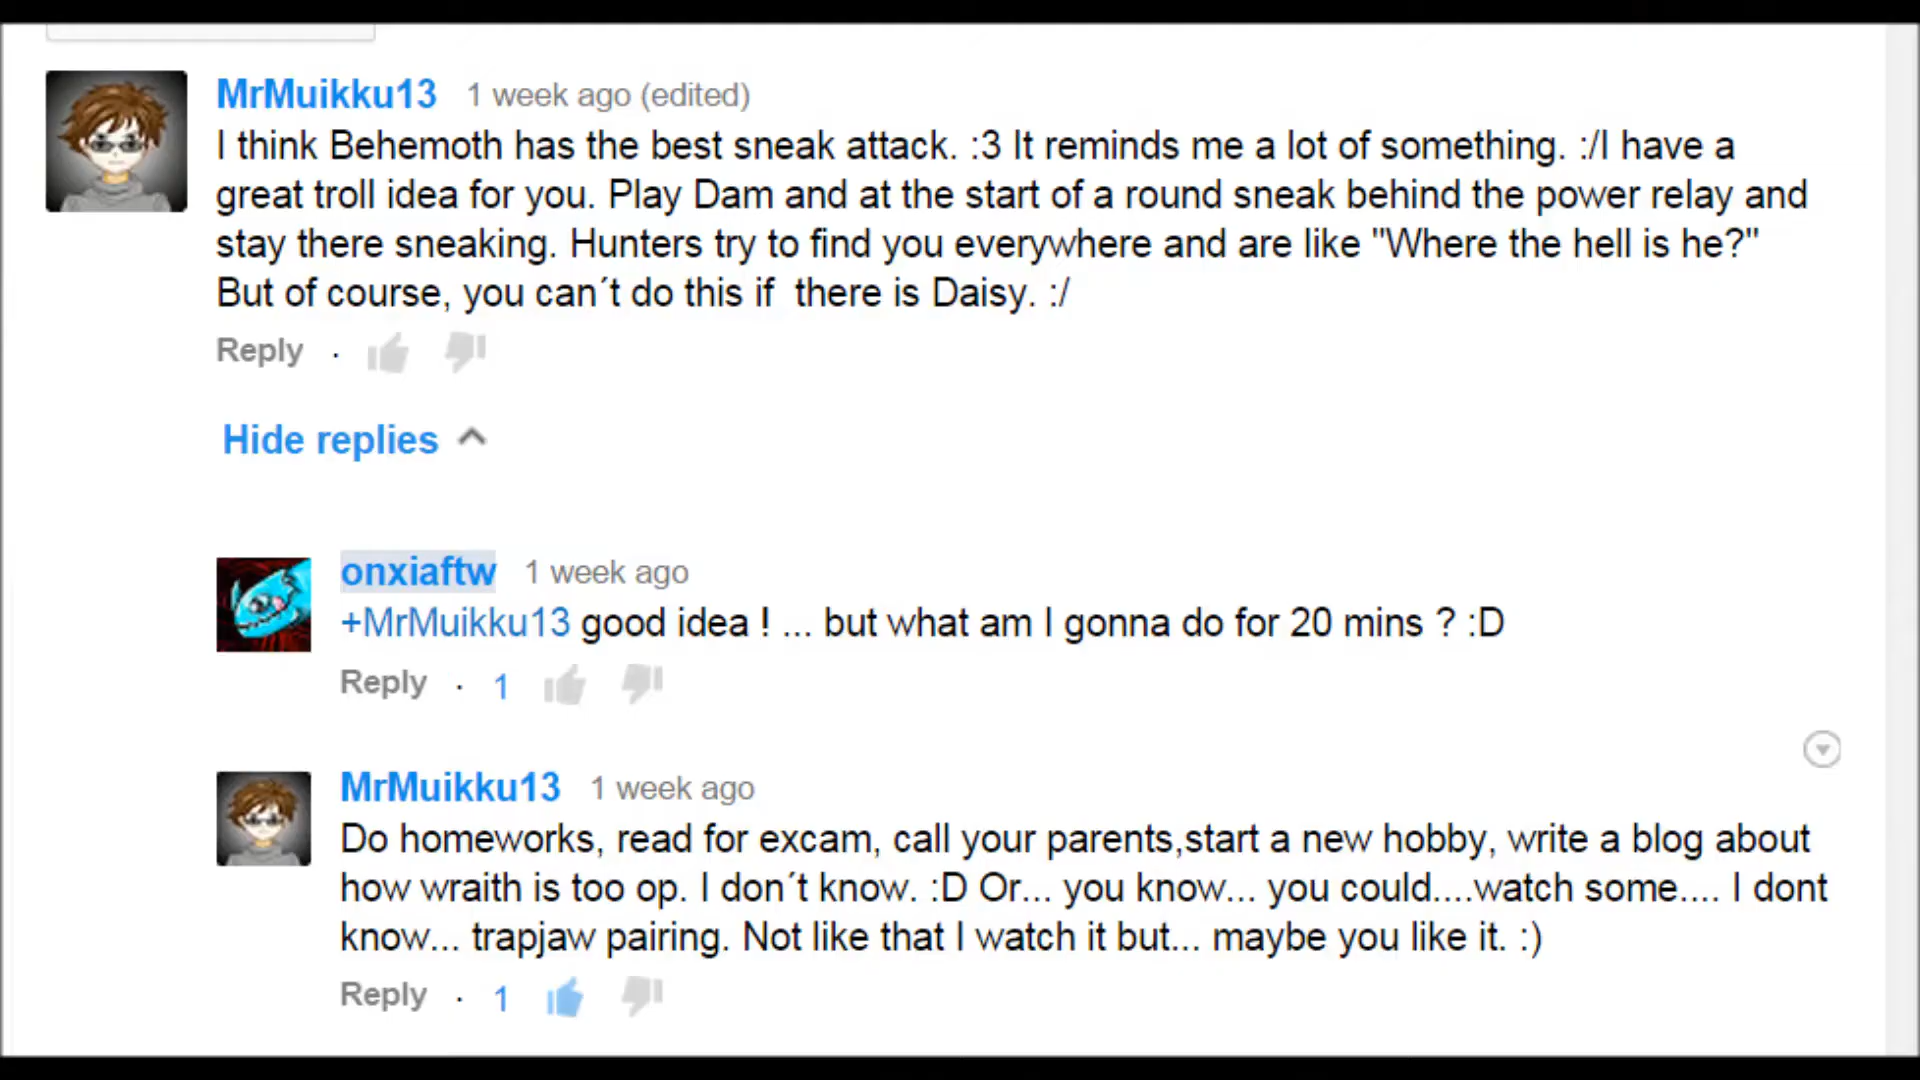 MrMuikku13 1 week ago (edited)
I think Behemoth has the best sneak attack. :3 It reminds me a lot of something. :/I have a
great troll idea for you. Play Dam and at the start of a round sneak behind the power relay and
stay there sneaking. Hunters try to find you everywhere and are like "Where the hell is he?"
But of course, you can´t do this if  there is Daisy. :/
Reply ·
Hide replies
onxiaftw 1 week ago
+MrMuikku13 good idea ! ... but what am I gonna do for 20 mins ? :D
Reply · 1
MrMuikku13 1 week ago
Do homeworks, read for excam, call your parents,start a new hobby, write a blog about
how wraith is too op. I don´t know. :D Or... you know... you could....watch some.... I dont
know... trapjaw pairing. Not like that I watch it but... maybe you like it. :)
Reply · 1